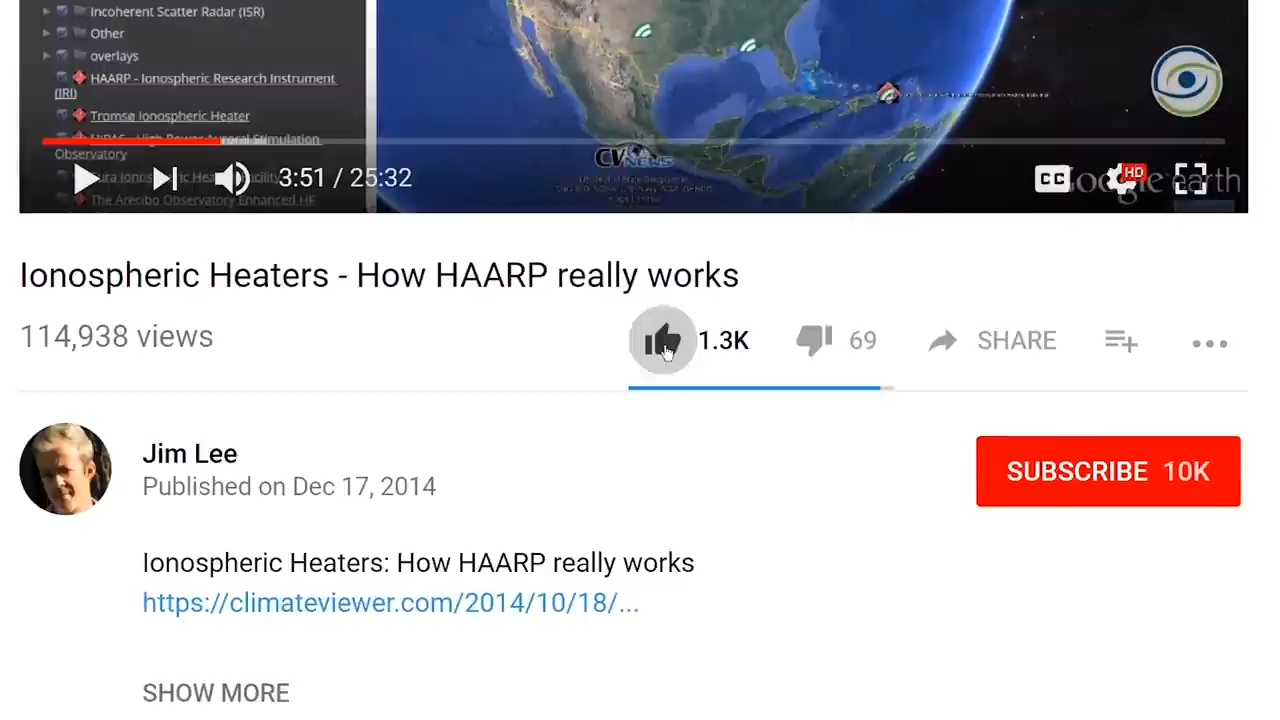 Incoherent Scatter Radar (ISR)
Other
overlays
HAARP - Ionospheric Research Instrument
(IRI)
Tromsø Ionospheric Heater
HIPAS - High Power Auroral Stimulation
Observatory
Sura Ionospheric Heating Facility
The Arecibo Observatory Enhanced HF
CV NEWS
Google earth
3:51 / 25:32
CC
HD
Ionospheric Heaters - How HAARP really works
114,938 views
1.3K
69
SHARE
Jim Lee
Published on Dec 17, 2014
SUBSCRIBE 10K
Ionospheric Heaters: How HAARP really works
https://climateviewer.com/2014/10/18/...
SHOW MORE